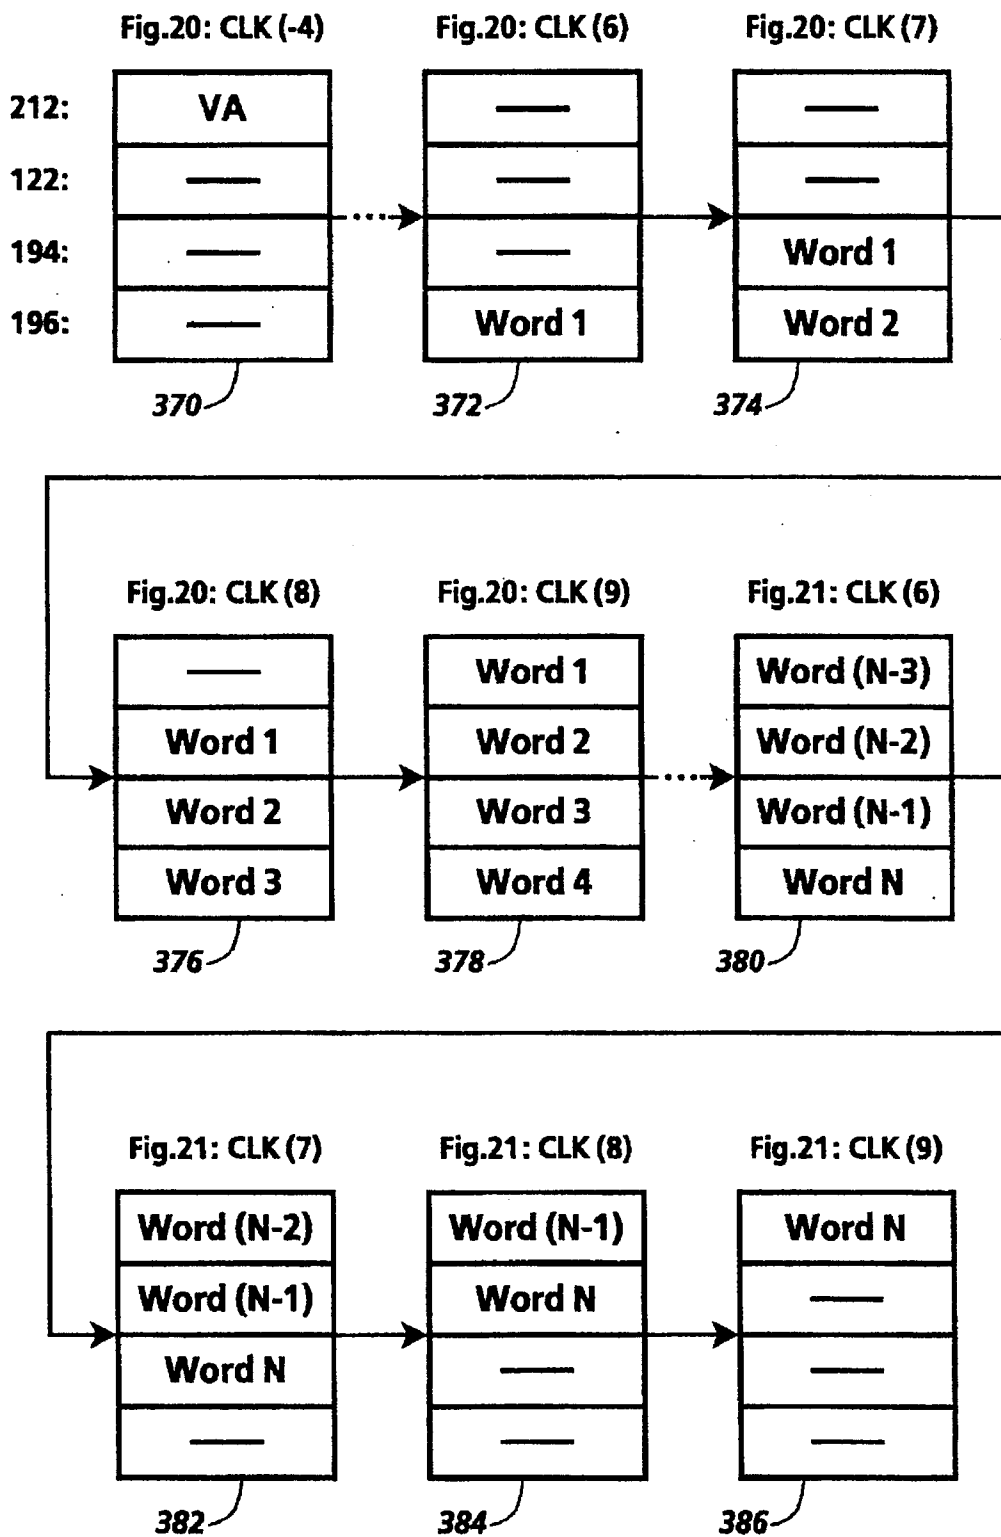 Fig.20: CLK (-4) Fig.20: CLK (6) Fig.20: CLK (7)
212: VA — —
122: — — —
194: — — Word 1
196: — Word 1 Word 2
370 372 374
Fig.20: CLK (8) Fig.20: CLK (9) Fig.21: CLK (6)
— Word 1 Word (N-3)
Word 1 Word 2 Word (N-2)
Word 2 Word 3 Word (N-1)
Word 3 Word 4 Word N
376 378 380
Fig.21: CLK (7) Fig.21: CLK (8) Fig.21: CLK (9)
Word (N-2) Word (N-1) Word N
Word (N-1) Word N —
Word N — —
— — —
382 384 386